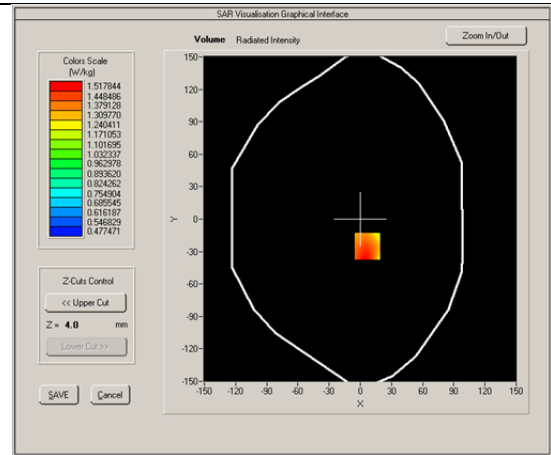 SAR Visualisation Graphical Interface
Volume Radiated Intensity
Zoom In/Out
Colors Scale
(W/kg)
1.517844
1.448486
1.379128
1.309770
1.240411
1.171053
1.101695
1.032337
0.962978
0.893620
0.824262
0.754904
0.685545
0.616187
0.546829
0.477471
Z-Cuts Control
<< Upper Cut
Z = 4.0 mm
Lower Cut >>
SAVE Cancel
150-
120-
90-
60-
30-
Y 0-
-30-
-60-
-90-
-120-
-150-
-150 -120 -90 -60 -30 0 30 60 90 120 150
X